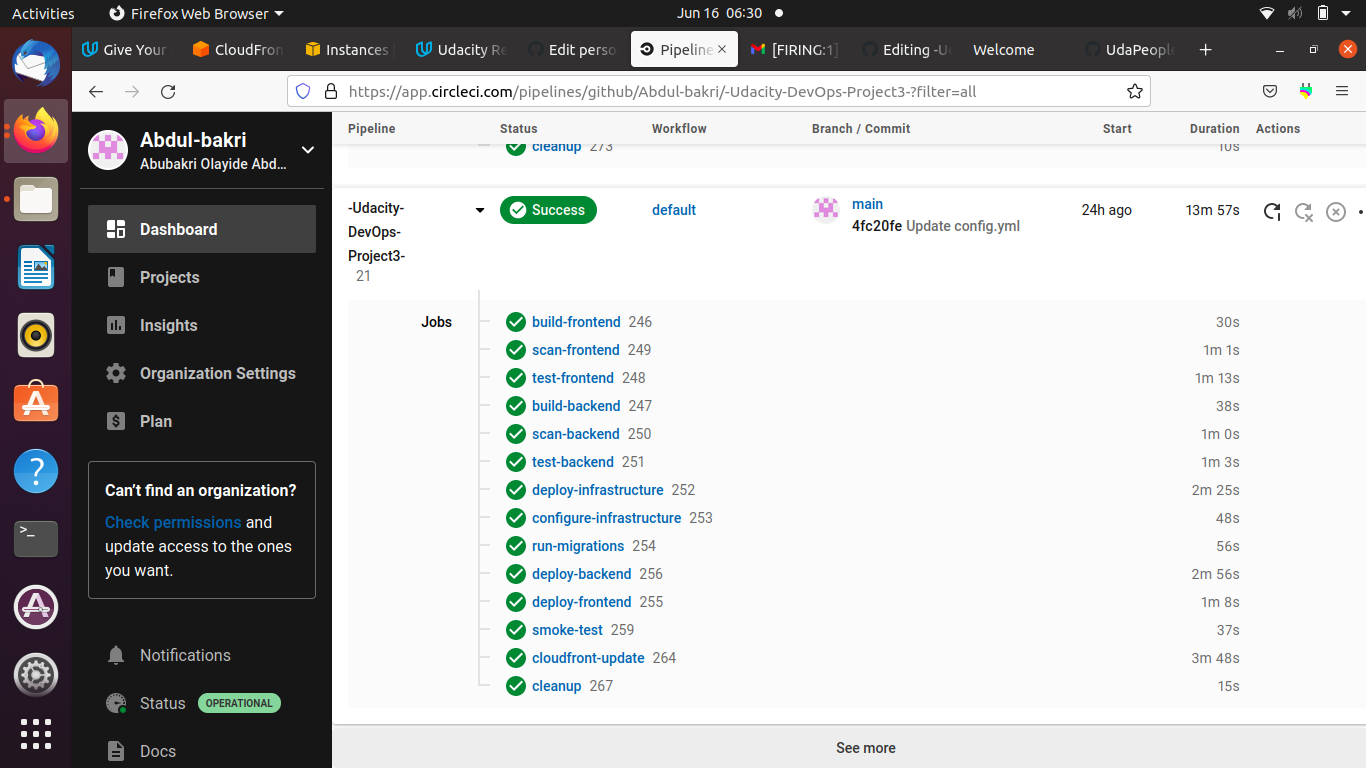 Activities
Firefox Web Browser
Jun 16 06:30
Give Your
CloudFron
Instances
Udacity Re
Edit perso
Pipeline
[FIRING:1]
Editing -U
Welcome
UdaPeople
https://app.circleci.com/pipelines/github/Abdul-bakri/-Udacity-DevOps-Project3-?filter=all
Abdul-bakri
Abubakri Olayide Abd...
Dashboard
Projects
Insights
Organization Settings
Plan
Can't find an organization?
Check permissions and
update access to the ones
you want.
Notifications
Status OPERATIONAL
Docs
Pipeline Status Workflow Branch / Commit Start Duration Actions
cleanup 273 10s
-Udacity-
DevOps-
Project3-
21
Success
default
main
4fc20fe Update config.yml
24h ago
13m 57s
Jobs
build-frontend 246 30s
scan-frontend 249 1m 1s
test-frontend 248 1m 13s
build-backend 247 38s
scan-backend 250 1m 0s
test-backend 251 1m 3s
deploy-infrastructure 252 2m 25s
configure-infrastructure 253 48s
run-migrations 254 56s
deploy-backend 256 2m 56s
deploy-frontend 255 1m 8s
smoke-test 259 37s
cloudfront-update 264 3m 48s
cleanup 267 15s
See more